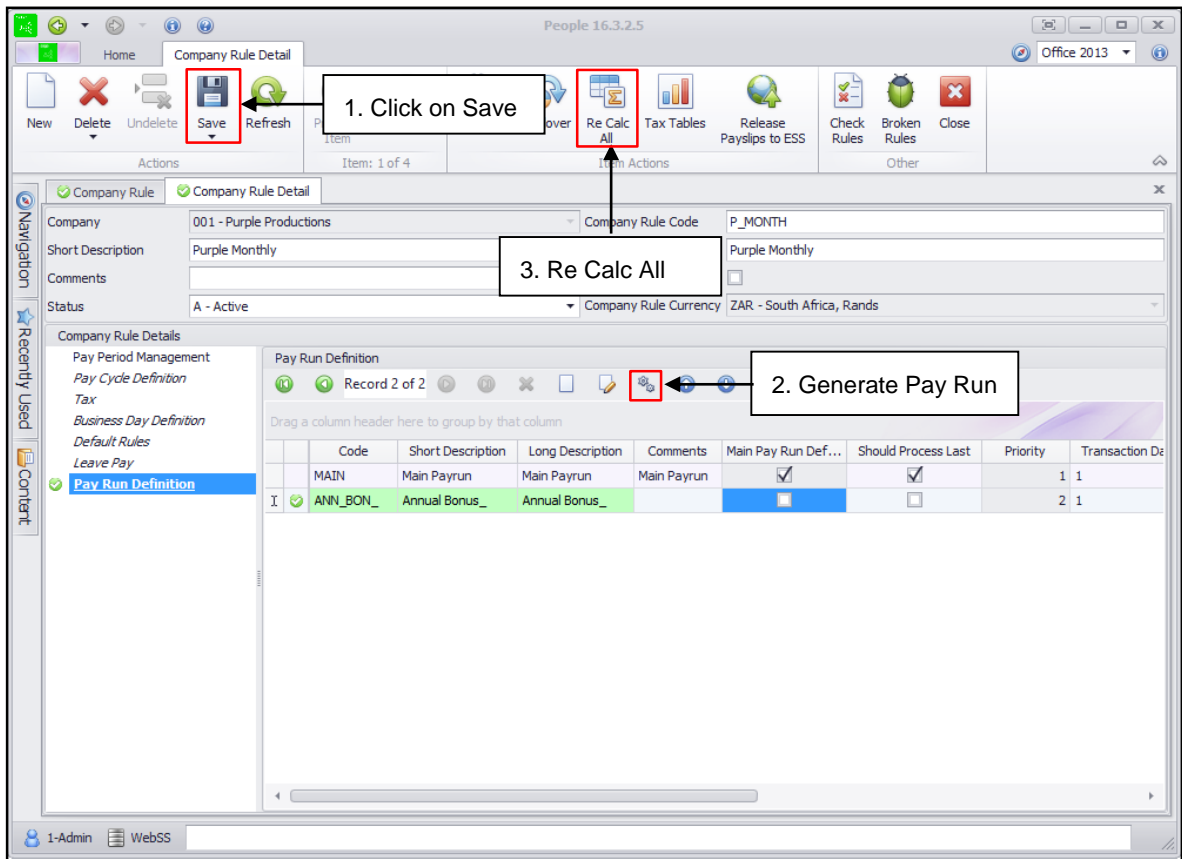 People 16.3.2.5
Home Company Rule Detail Office 2013
New Delete Undelete Save Refresh 1. Click on Save over Re Calc All Tax Tables Release Payslips to ESS Check Rules Broken Rules Close
Item
Actions Item: 1 of 4 Item Actions Other
Company Rule Company Rule Detail
Navigation
Recently Used
Content
Company 001 - Purple Productions Company Rule Code P_MONTH
Short Description Purple Monthly Purple Monthly
3. Re Calc All
Comments
Status A - Active Company Rule Currency ZAR - South Africa, Rands
Company Rule Details
Pay Period Management
Pay Cycle Definition
Tax
Business Day Definition
Default Rules
Leave Pay
Pay Run Definition
Pay Run Definition
Record 2 of 2 2. Generate Pay Run
Drag a column header here to group by that column
Code Short Description Long Description Comments Main Pay Run Def... Should Process Last Priority Transaction Da
MAIN Main Payrun Main Payrun Main Payrun 1 1
ANN_BON_ Annual Bonus_ Annual Bonus_ 2 1
1-Admin WebSS